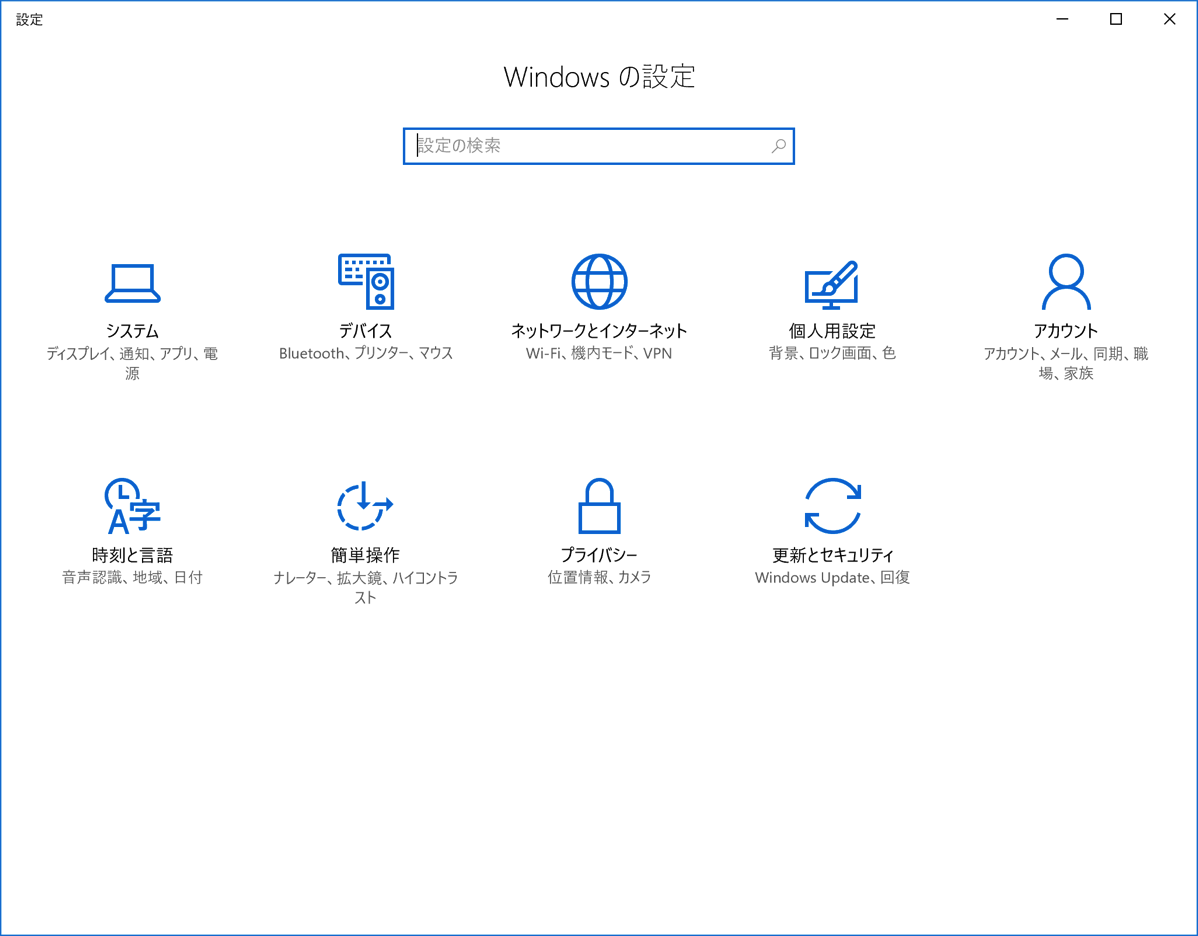 設定
Windows の設定
設定の検索
システム
ディスプレイ、通知、アプリ、電
源
デバイス
Bluetooth、プリンター、マウス
ネットワークとインターネット
Wi-Fi、機内モード、VPN
個人用設定
背景、ロック画面、色
アカウント
アカウント、メール、同期、職
場、家族
時刻と言語
音声認識、地域、日付
簡単操作
ナレーター、拡大鏡、ハイコントラ
スト
プライバシー
位置情報、カメラ
更新とセキュリティ
Windows Update、回復